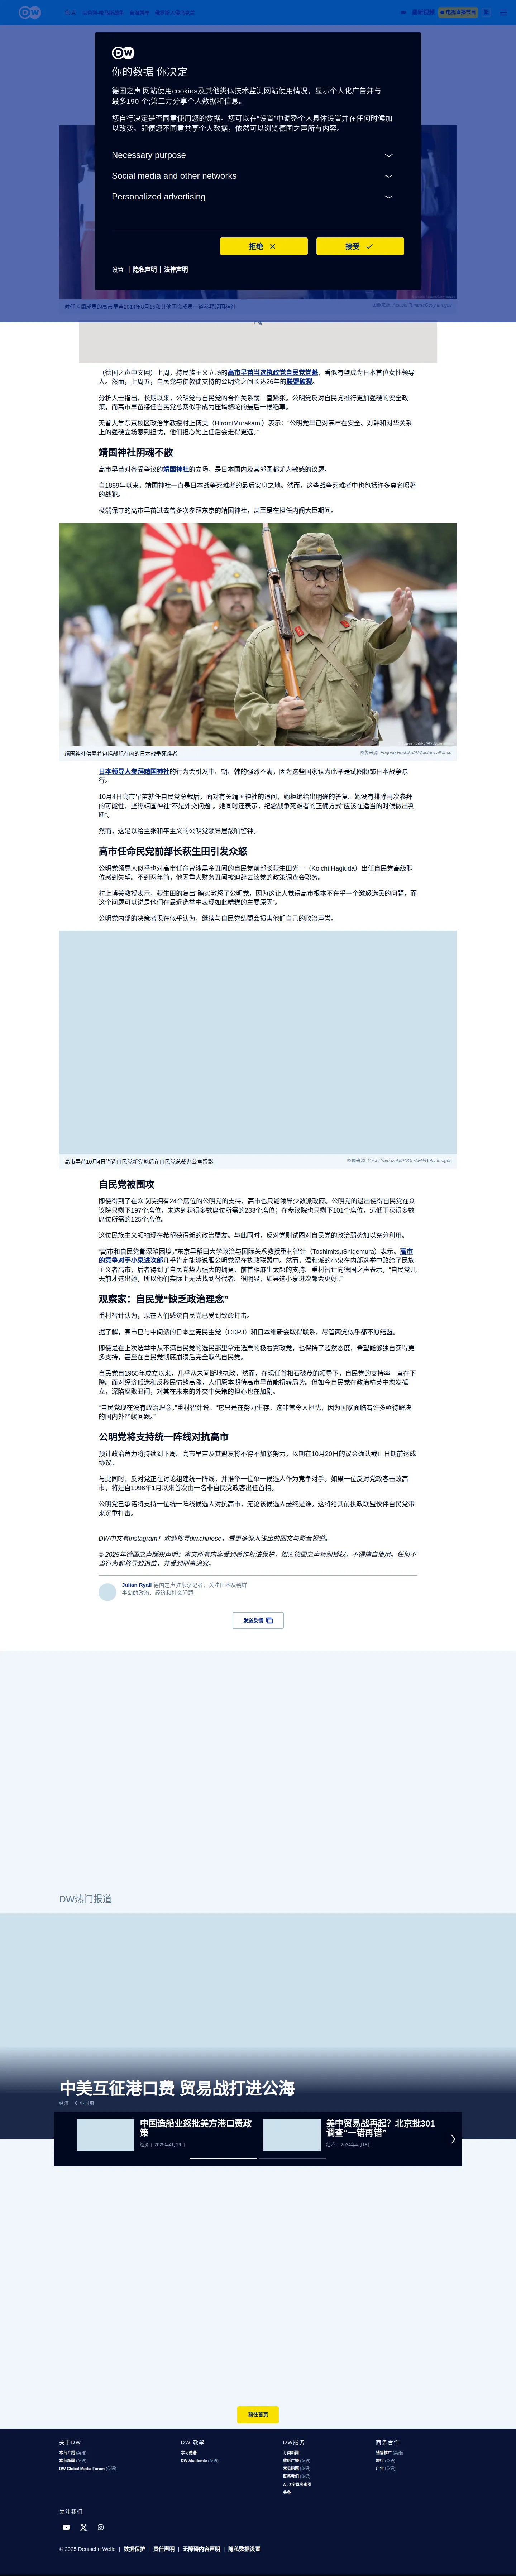 你的数据 你决定
德国之声'网站使用cookies及其他类似技术监测网站使用情况，显示个人化广告并与
最多190 个;第三方分享个人数据和信息。
您自行决定是否同意使用您的数据。您可以在“设置”中调整个人具体设置并在任何时候加
以改变。即便您不同意共享个人数据，依然可以浏览德国之声所有内容。
Necessary purpose
Social media and other networks
Personalized advertising
拒绝
接受
设置 | 隐私声明 | 法律声明
时任内阁成员的高市早苗2014年8月15和其他国会成员一道参拜靖国神社
广告
（德国之声中文网）上周，持民族主义立场的高市早苗当选执政党自民党党魁，看似有望成为日本首位女性领导
人。然而，上周五，自民党与佛教徒支持的公明党之间长达26年的联盟破裂。
分析人士指出，长期以来，公明党与自民党的合作关系就一直紧张。公明党反对自民党推行更加强硬的安全政
策，而高市早苗接任自民党总裁似乎成为压垮骆驼的最后一根稻草。
天普大学东京校区政治学教授村上博美（HiromiMurakami）表示：“公明党早已对高市在安全、对韩和对华关系
上的强硬立场感到担忧，他们担心她上任后会走得更远。”
靖国神社阴魂不散
高市早苗对备受争议的靖国神社的立场，是日本国内及其邻国都尤为敏感的议题。
自1869年以来，靖国神社一直是日本战争死难者的最后安息之地。然而，这些战争死难者中也包括许多臭名昭著
的战犯。
极端保守的高市早苗过去曾多次参拜东京的靖国神社，甚至是在担任内阁大臣期间。
靖国神社供奉着包括战犯在内的日本战争死难者
图像来源: Eugene Hoshiko/AP/picture alliance
日本领导人参拜靖国神社的行为会引发中、朝、韩的强烈不满，因为这些国家认为此举是试图粉饰日本战争暴
行。
10月4日高市早苗就任自民党总裁后，面对有关靖国神社的追问，她拒绝给出明确的答复。她没有排除再次参拜
的可能性，坚称靖国神社“不是外交问题”。她同时还表示，纪念战争死难者的正确方式“应该在适当的时候做出判
断”。
然而，这足以给主张和平主义的公明党领导层敲响警钟。
高市任命民党前部长萩生田引发众怒
公明党领导人似乎也对高市任命曾涉黑金丑闻的自民党前部长萩生田光一（Koichi Hagiuda）出任自民党高级职
位感到失望。不到两年前，他因重大财务丑闻被迫辞去该党的政策调查会职务。
村上博美教授表示，萩生田的复出“确实激怒了公明党，因为这让人觉得高市根本不在乎一个激怒选民的问题，而
这个问题可以说是他们在最近选举中表现如此糟糕的主要原因”。
公明党内部的决策者现在似乎认为，继续与自民党结盟会损害他们自己的政治声誉。
高市早苗10月4日当选自民党新党魁后在自民党总裁办公室留影
图像来源: Yuichi Yamazaki/POOL/AFP/Getty Images
自民党被围攻
即使得到了在众议院拥有24个席位的公明党的支持，高市也只能领导少数派政府。公明党的退出使得自民党在众
议院只剩下197个席位，未达到获得多数席位所需的233个席位；在参议院也只剩下101个席位，远低于获得多数
席位所需的125个席位。
这位民族主义领袖现在希望获得新的政治盟友。与此同时，反对党则试图对自民党的政治弱势加以充分利用。
“高市和自民党都深陷困境，”东京早稻田大学政治与国际关系教授重村智计（ToshimitsuShigemura）表示。高市
的竞争对手小泉进次郎几乎肯定能够说服公明党留在执政联盟中。然而，温和派的小泉在内部选举中败给了民族
主义者高市，后者得到了自民党势力强大的拥趸、前首相麻生太郎的支持。重村智计向德国之声表示，“自民党几
天前才选出她，所以他们实际上无法找到替代者。很明显，如果选小泉进次郎会更好。”
观察家：自民党“缺乏政治理念”
重村智计认为，现在人们感觉自民党已受到致命打击。
据了解，高市已与中间派的日本立宪民主党（CDPJ）和日本维新会取得联系，尽管两党似乎都不愿结盟。
即使是在上次选举中从不满自民党的选民那里拿走选票的极右翼政党，也保持了超然态度，希望能够独自获得更
多支持，甚至在自民党彻底崩溃后完全取代自民党。
自民党自1955年成立以来，几乎从未间断地执政。然而，在现任首相石破茂的领导下，自民党的支持率一直在下
降。面对经济低迷和反移民情绪高涨，人们原本期待高市早苗能扭转局势。但如今自民党在政治精英中愈发孤
立，深陷腐败丑闻，对其在未来的外交中失策的担心也在加剧。
“自民党现在没有政治理念，”重村智计说。“它只是在努力生存。这非常令人担忧，因为国家面临着许多亟待解决
的国内外严峻问题。”
公明党将支持统一阵线对抗高市
预计政治角力将持续到下周。高市早苗及其盟友将不得不加紧努力，以期在10月20日的议会确认截止日期前达成
协议。
与此同时，反对党正在讨论组建统一阵线，并推举一位单一候选人作为竞争对手。如果一位反对党政客击败高
市，将是自1996年1月以来首次由一名非自民党政客出任首相。
公明党已承诺将支持一位统一阵线候选人对抗高市，无论该候选人最终是谁。这将给其前执政联盟伙伴自民党带
来沉重打击。
DW中文有Instagram！欢迎搜寻dw.chinese，看更多深入浅出的图文与影音报道。
© 2025年德国之声版权声明：本文所有内容受到著作权法保护，如无德国之声特别授权，不得擅自使用。任何不
当行为都将导致追偿，并受到刑事追究。
Julian Ryall 德国之声驻东京记者，关注日本及朝鲜
半岛的政治、经济和社会问题
发送反馈
DW热门报道
中美互征港口费 贸易战打进公海
经济 | 6 小时前
中国造船业怒批美方港口费政
策
经济 | 2025年4月19日
美中贸易战再起？北京批301
调查“一错再错”
经济 | 2024年4月18日
前往首页
关于DW
本台介绍 (英语)
本台新闻 (英语)
DW Global Media Forum (英语)
DW 教學
学习德语
DW Akademie (英语)
DW服务
订阅新闻
收听广播 (英语)
常见问题 (英语)
联系我们 (英语)
A - Z字母序索引
头条
商务合作
销售推广 (英语)
旅行 (英语)
广告 (英语)
关注我们
© 2025 Deutsche Welle | 数据保护 | 责任声明 | 无障碍内容声明 | 隐私数据设置